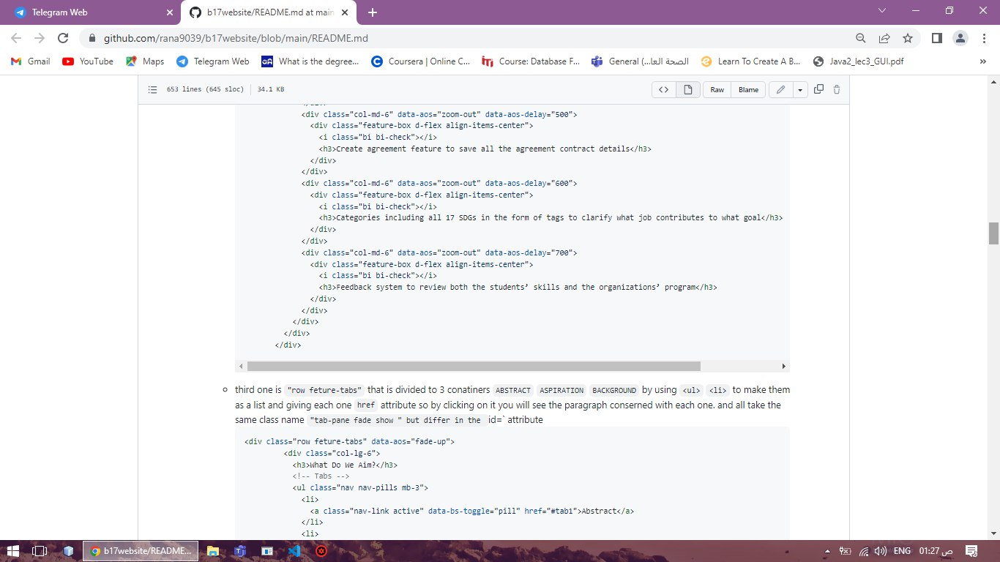 Telegram Web
b17website/README.md at main
github.com/rana9039/b17website/blob/main/README.md
Gmail
YouTube
Maps
Telegram Web
What is the degree...
Coursera | Online C...
Course: Database F...
General (...الصحة العا
Learn To Create A B...
Java2_lec3_GUI.pdf
»
653 lines (645 sloc)
34.1 KB
<>
Raw
Blame
</div>
<div class="col-md-6" data-aos="zoom-out" data-aos-delay="500">
<div class="feature-box d-flex align-items-center">
<i class="bi bi-check"></i>
<h3>Create agreement feature to save all the agreement contract details</h3>
</div>
</div>
<div class="col-md-6" data-aos="zoom-out" data-aos-delay="600">
<div class="feature-box d-flex align-items-center">
<i class="bi bi-check"></i>
<h3>Categories including all 17 SDGs in the form of tags to clarify what job contributes to what goal</h3>
</div>
</div>
<div class="col-md-6" data-aos="zoom-out" data-aos-delay="700">
<div class="feature-box d-flex align-items-center">
<i class="bi bi-check"></i>
<h3>Feedback system to review both the students’ skills and the organizations’ program</h3>
</div>
</div>
</div>
</div>
</div>
third one is "row feture-tabs" that is divided to 3 conatiners ABSTRACT ASPIRATION BACKGROUND by using <ul> <li> to make them
as a list and giving each one href attribute so by clicking on it you will see the paragraph conserned with each one. and all take the
same class name "tab-pane fade show " but differ in the id=` attribute
<div class="row feture-tabs" data-aos="fade-up">
<div class="col-lg-6">
<h3>What Do We Aim?</h3>
<!-- Tabs -->
<ul class="nav nav-pills mb-3">
<li>
<a class="nav-link active" data-bs-toggle="pill" href="#tab1">Abstract</a>
</li>
<li>
b17website/README...
ENG
01:27 ص